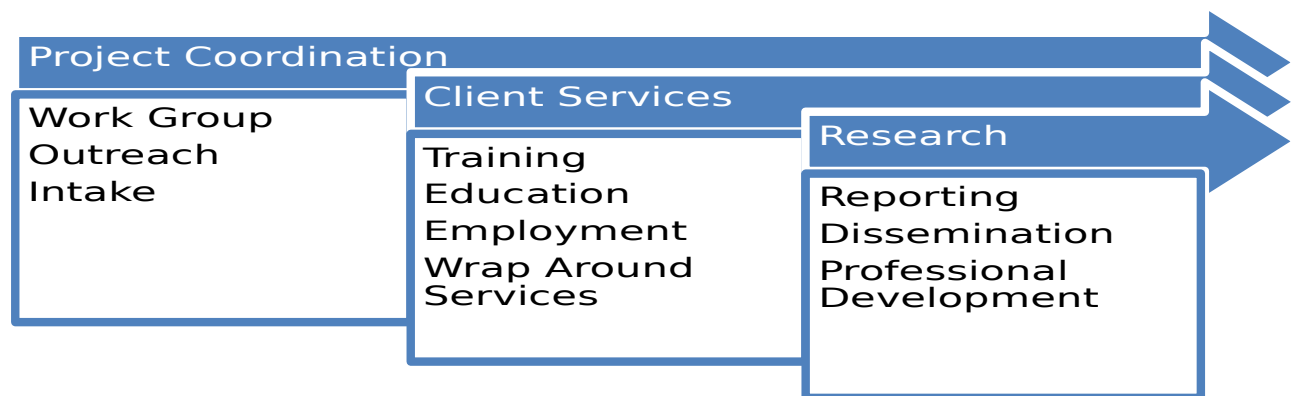 Project Coordination
Work Group
Outreach
Intake
Client Services
Training
Education
Employment
Wrap Around
Services
Research
Reporting
Dissemination
Professional
Development